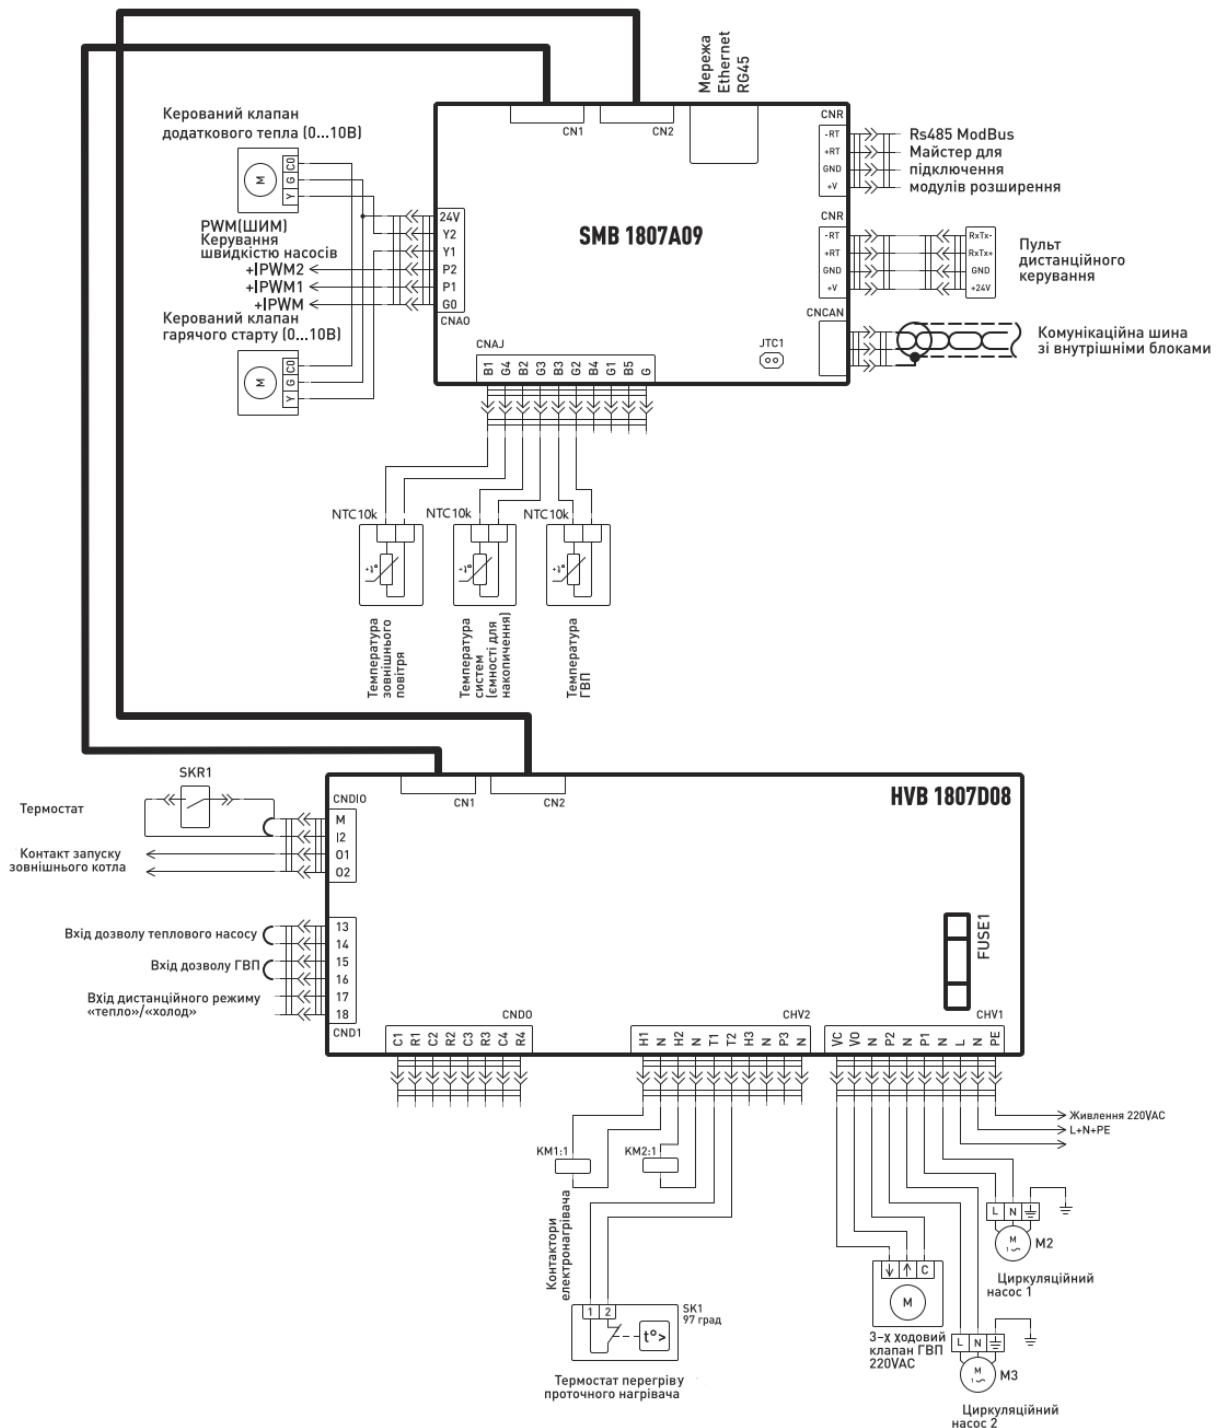 Мережа
Ethernet
RG45
Керований клапан
додаткового тепла (0...10В)
M
C0
G
Y
CN1
CN2
CNR
-RT
+RT
GND
+V
Rs485 ModBus
Майстер для
підключення
модулів розширення
SMB 1807A09
24V
Y2
Y1
P2
P1
G0
CNAO
PWM(ШИМ)
Керування
швидкістю насосів
+IPWM2
+IPWM1
+IPWM
CNR
-RT
+RT
GND
+V
RxTx-
RxTx+
GND
+24V
Пульт
дистанційного
керування
Керований клапан
гарячого старту (0...10В)
M
C0
G
Y
CNCAN
Комунікаційна шина
зі внутрішніми блоками
JTC1
CNAJ
B1 G4 B2 G3 B3 G2 B4 G1 B5 G
NTC10k NTC10k NTC10k
Температура
зовнішнього
повітря
Температура
систем
(ємності для
накопичення)
Температура
ГВП
SKR1
Термостат
Контакт запуску
зовнішнього котла
CNDIO
M
I2
O1
O2
CN1
CN2
HVB 1807D08
Вхід дозволу теплового насосу
Вхід дозволу ГВП
Вхід дистанційного режиму
«тепло»/«холод»
13
14
15
16
17
18
CND1
FUSE1
CNDO
C1 R1 C2 R2 C3 R3 C4 R4
CHV2
H1 N H2 N T1 T2 H3 N P3 N
CHV1
VC VO N P2 N P1 N L N PE
Живлення 220VAC
L+N+PE
KM1:1
KM2:1
Контактори
електронагрівача
1 2
SK1
97 град
t°>
Термостат перегріву
проточного нагрівача
C
M
3-х ходовий
клапан ГВП
220VAC
L N
M
1
M2
Циркуляційний
насос 1
L N
M
1
M3
Циркуляційний
насос 2